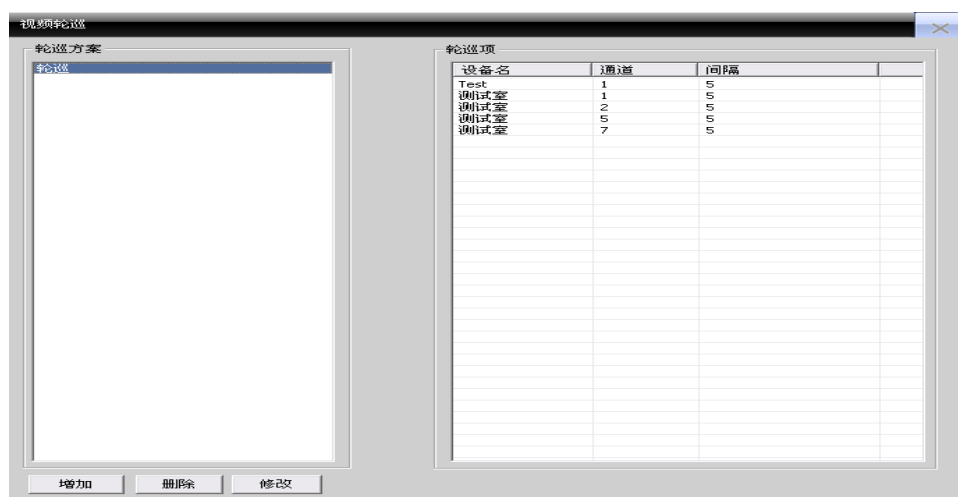 视频轮巡
轮巡方案
轮巡
轮巡项
设备名 通道 间隔
Test 1 5
测试室 1 5
测试室 2 5
测试室 5 5
测试室 7 5
增加 删除 修改